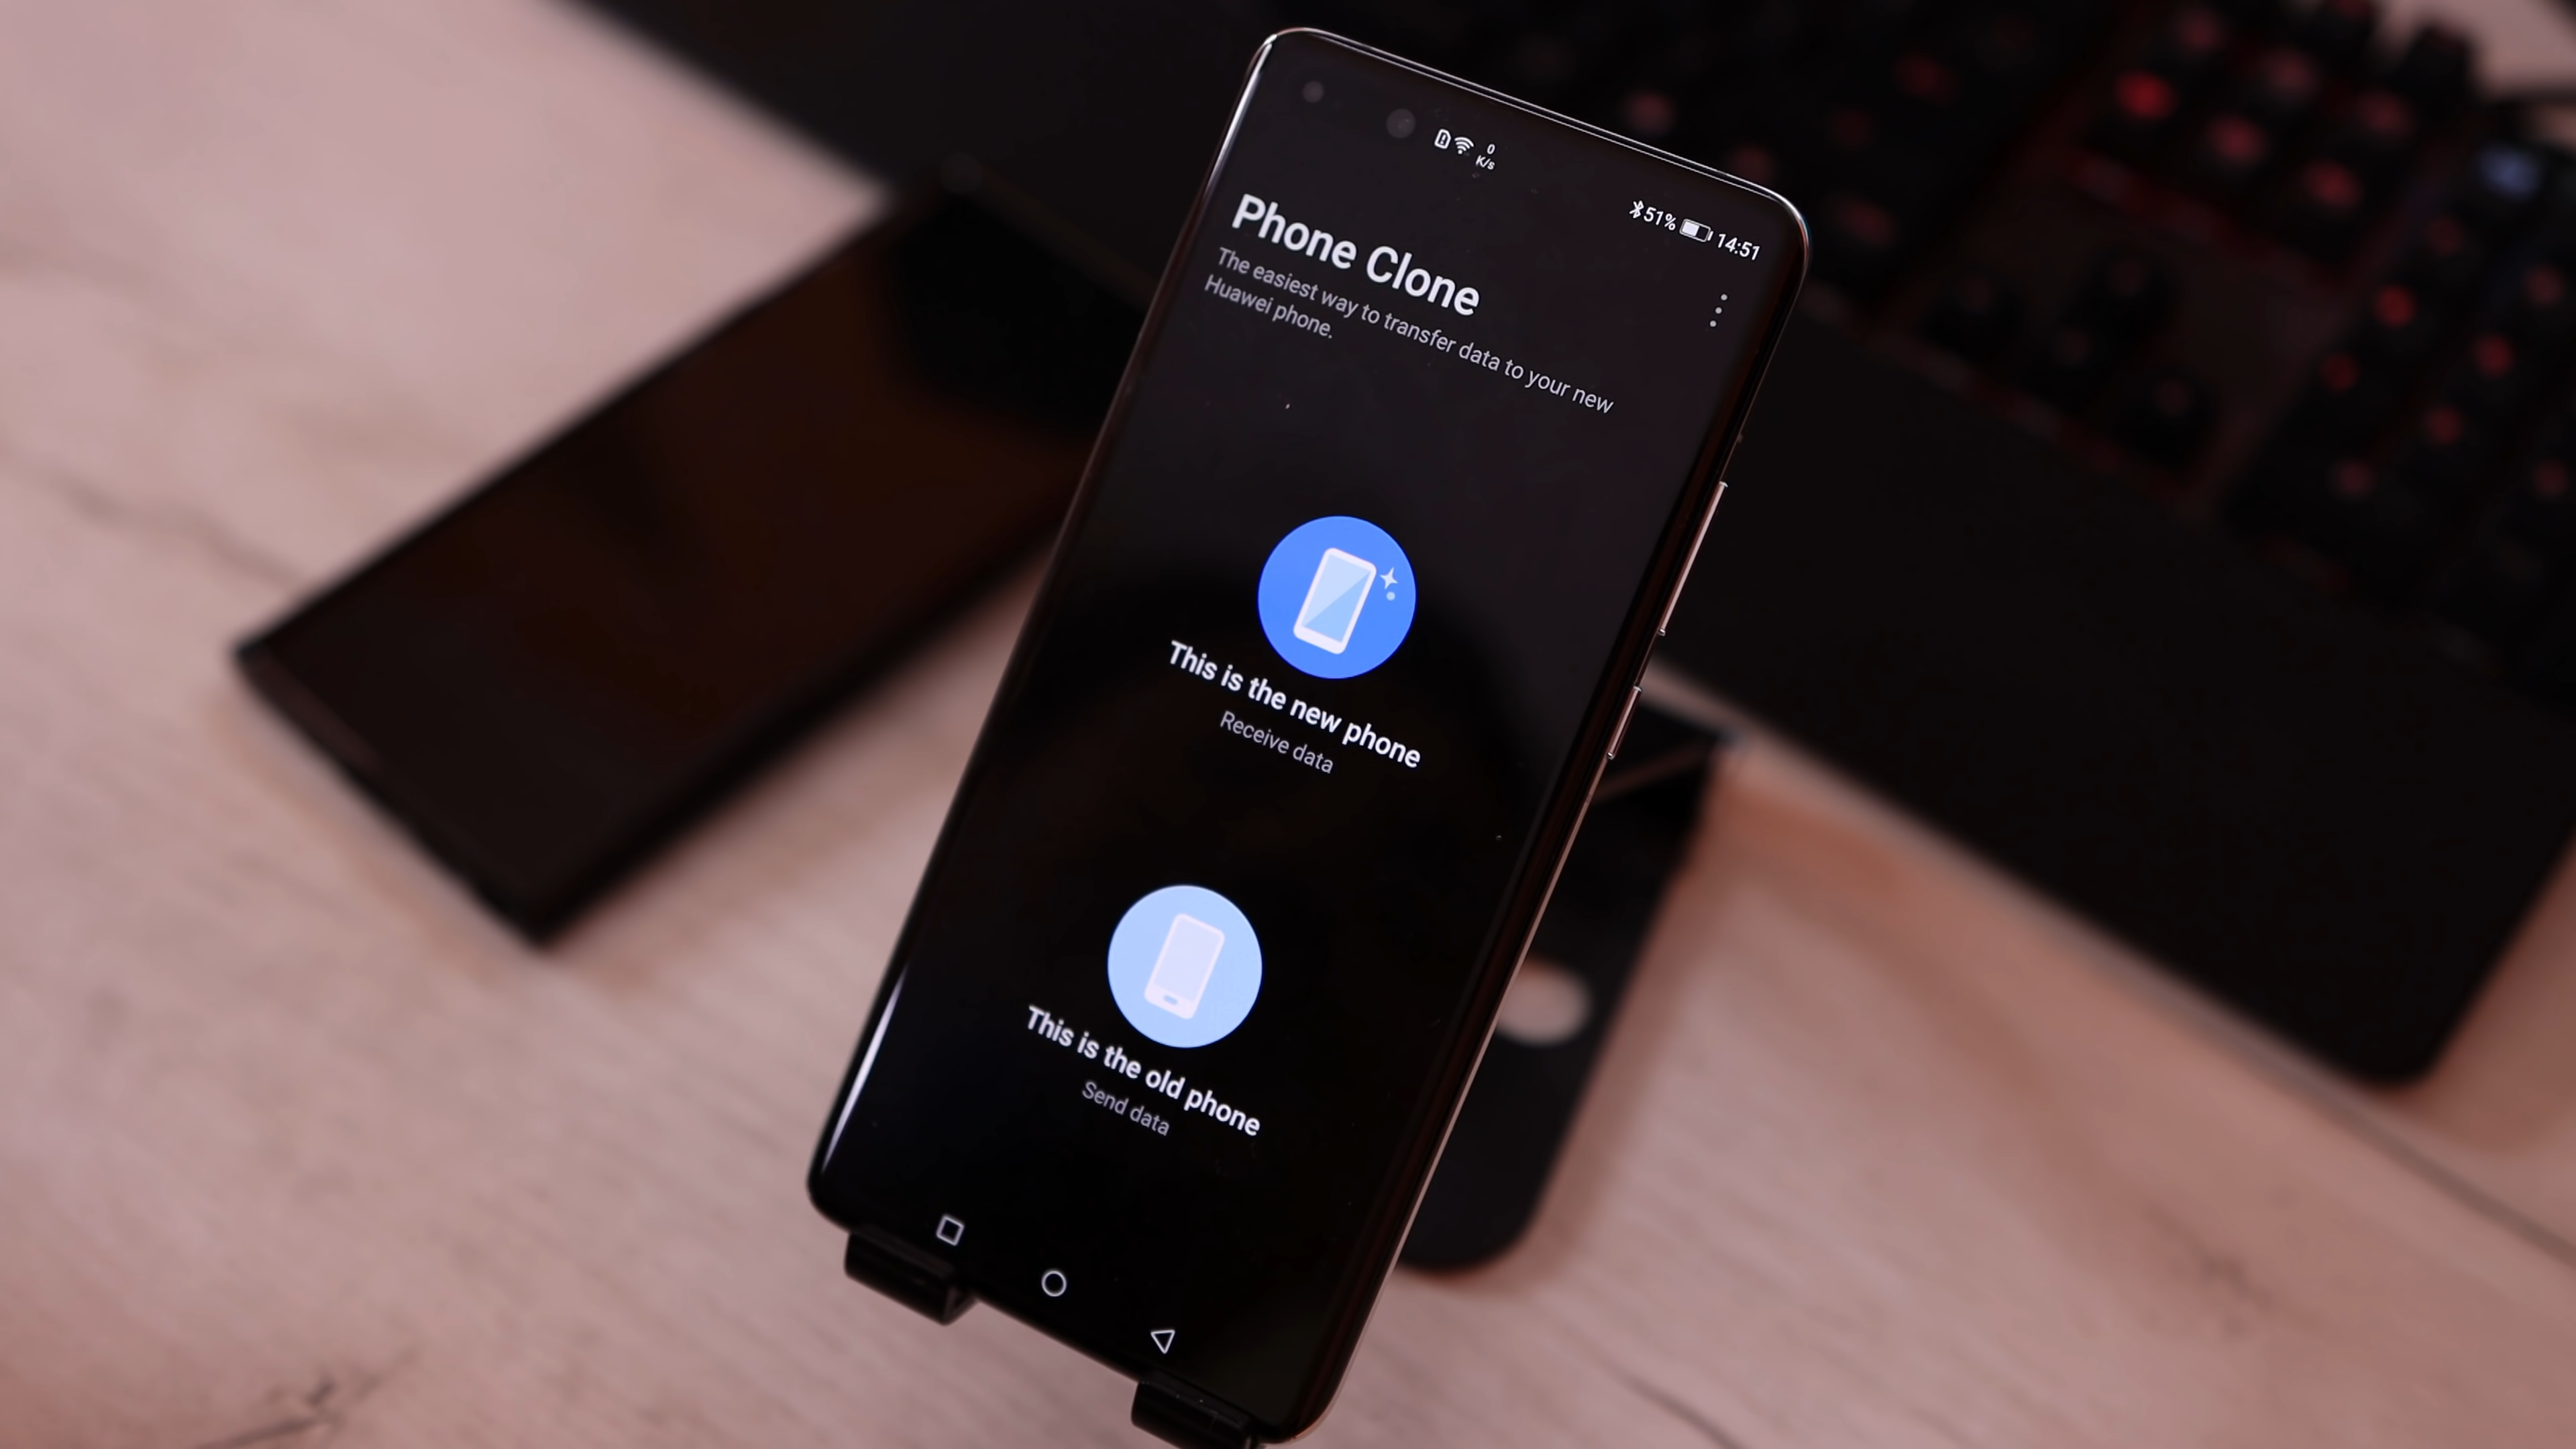 0
K/s
51% 14:51
Phone Clone
The easiest way to transfer data to your new
Huawei phone.
This is the new phone
Receive data
This is the old phone
Send data